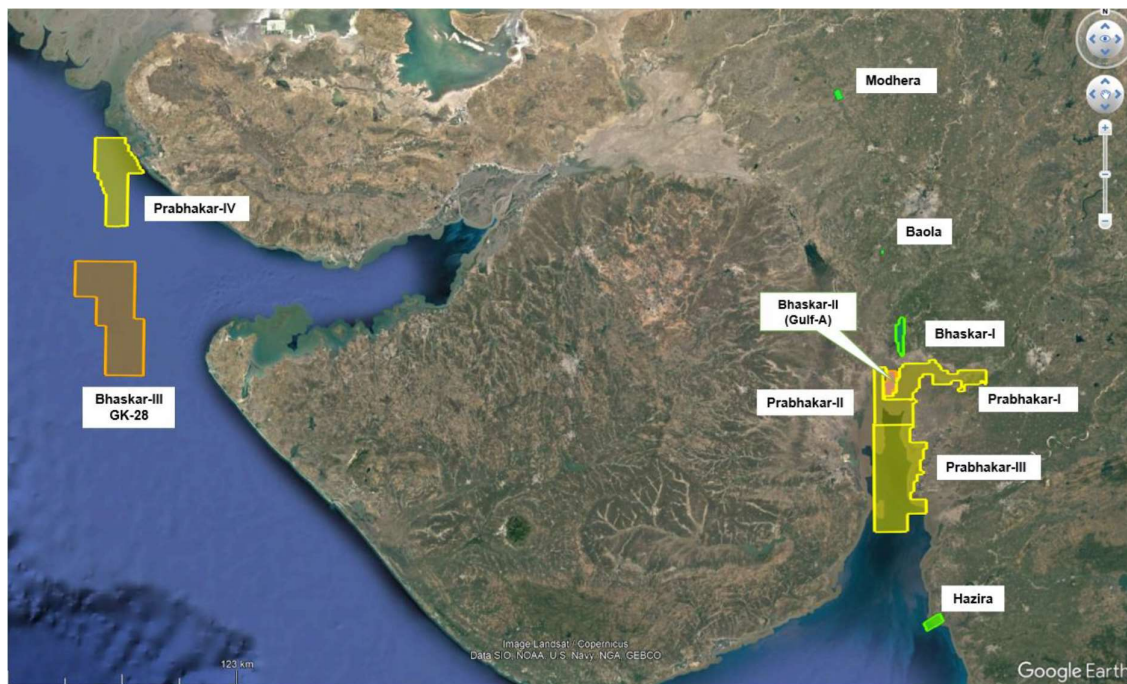 N
Modhera
Prabhakar-IV
Baola
Bhaskar-II
(Gulf-A)
Bhaskar-I
Bhaskar-III
GK-28
Prabhakar-II
Prabhakar-I
Prabhakar-III
Hazira
Image Landsat / Copernicus
Data SIO, NOAA, U.S. Navy, NGA, GEBCO
123 km
Google Earth